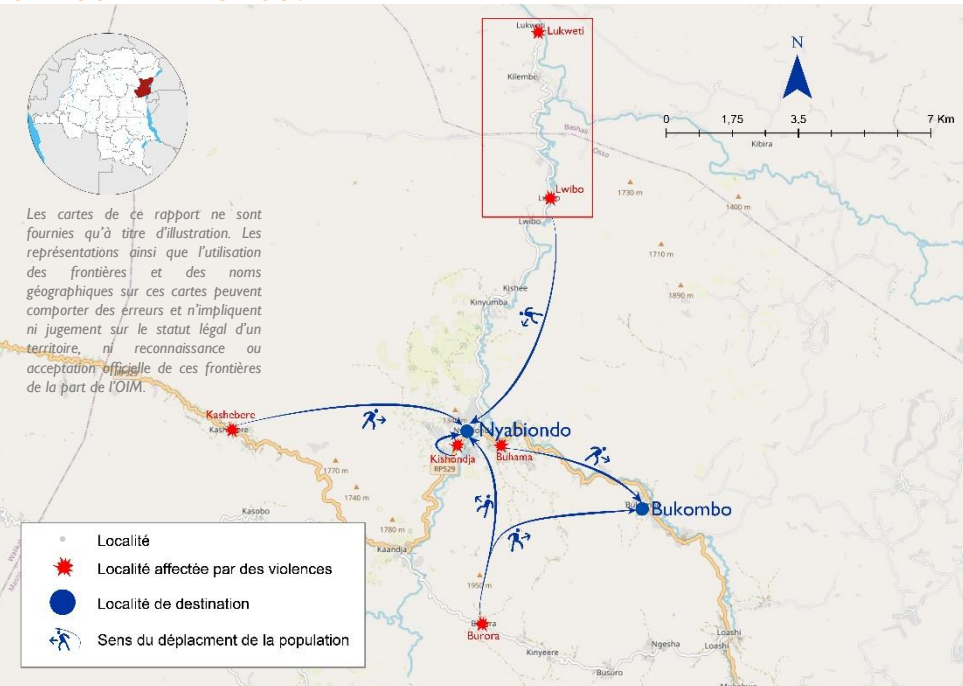 Lukweti
Lukweti
Kilembe
N
0 1,75 3,5 7 Km
Kibira
Bashali
Osso
Lwibo
Lwibo
1730 m
1400 m
1710 m
1890 m
Kishee
Kinyumba
Les cartes de ce rapport ne sont
fournies qu'à titre d'illustration. Les
représentations ainsi que l'utilisation
des frontières et des noms
géographiques sur ces cartes peuvent
comporter des erreurs et n'impliquent
ni jugement sur le statut légal d'un
territoire, ni reconnaissance ou
acceptation officielle de ces frontières
de la part de l'OIM.
Kashebere
Nyabiondo
Kishondja
Buhama
RP529
1770 m
1740 m
1780 m
Kasobo
Kaandja
Bukombo
1950 m
Burora
Kinyeere
Busuro
Ngesha
Loashi
Loashi
Localité
Localité affectée par des violences
Localité de destination
Sens du déplacment de la population